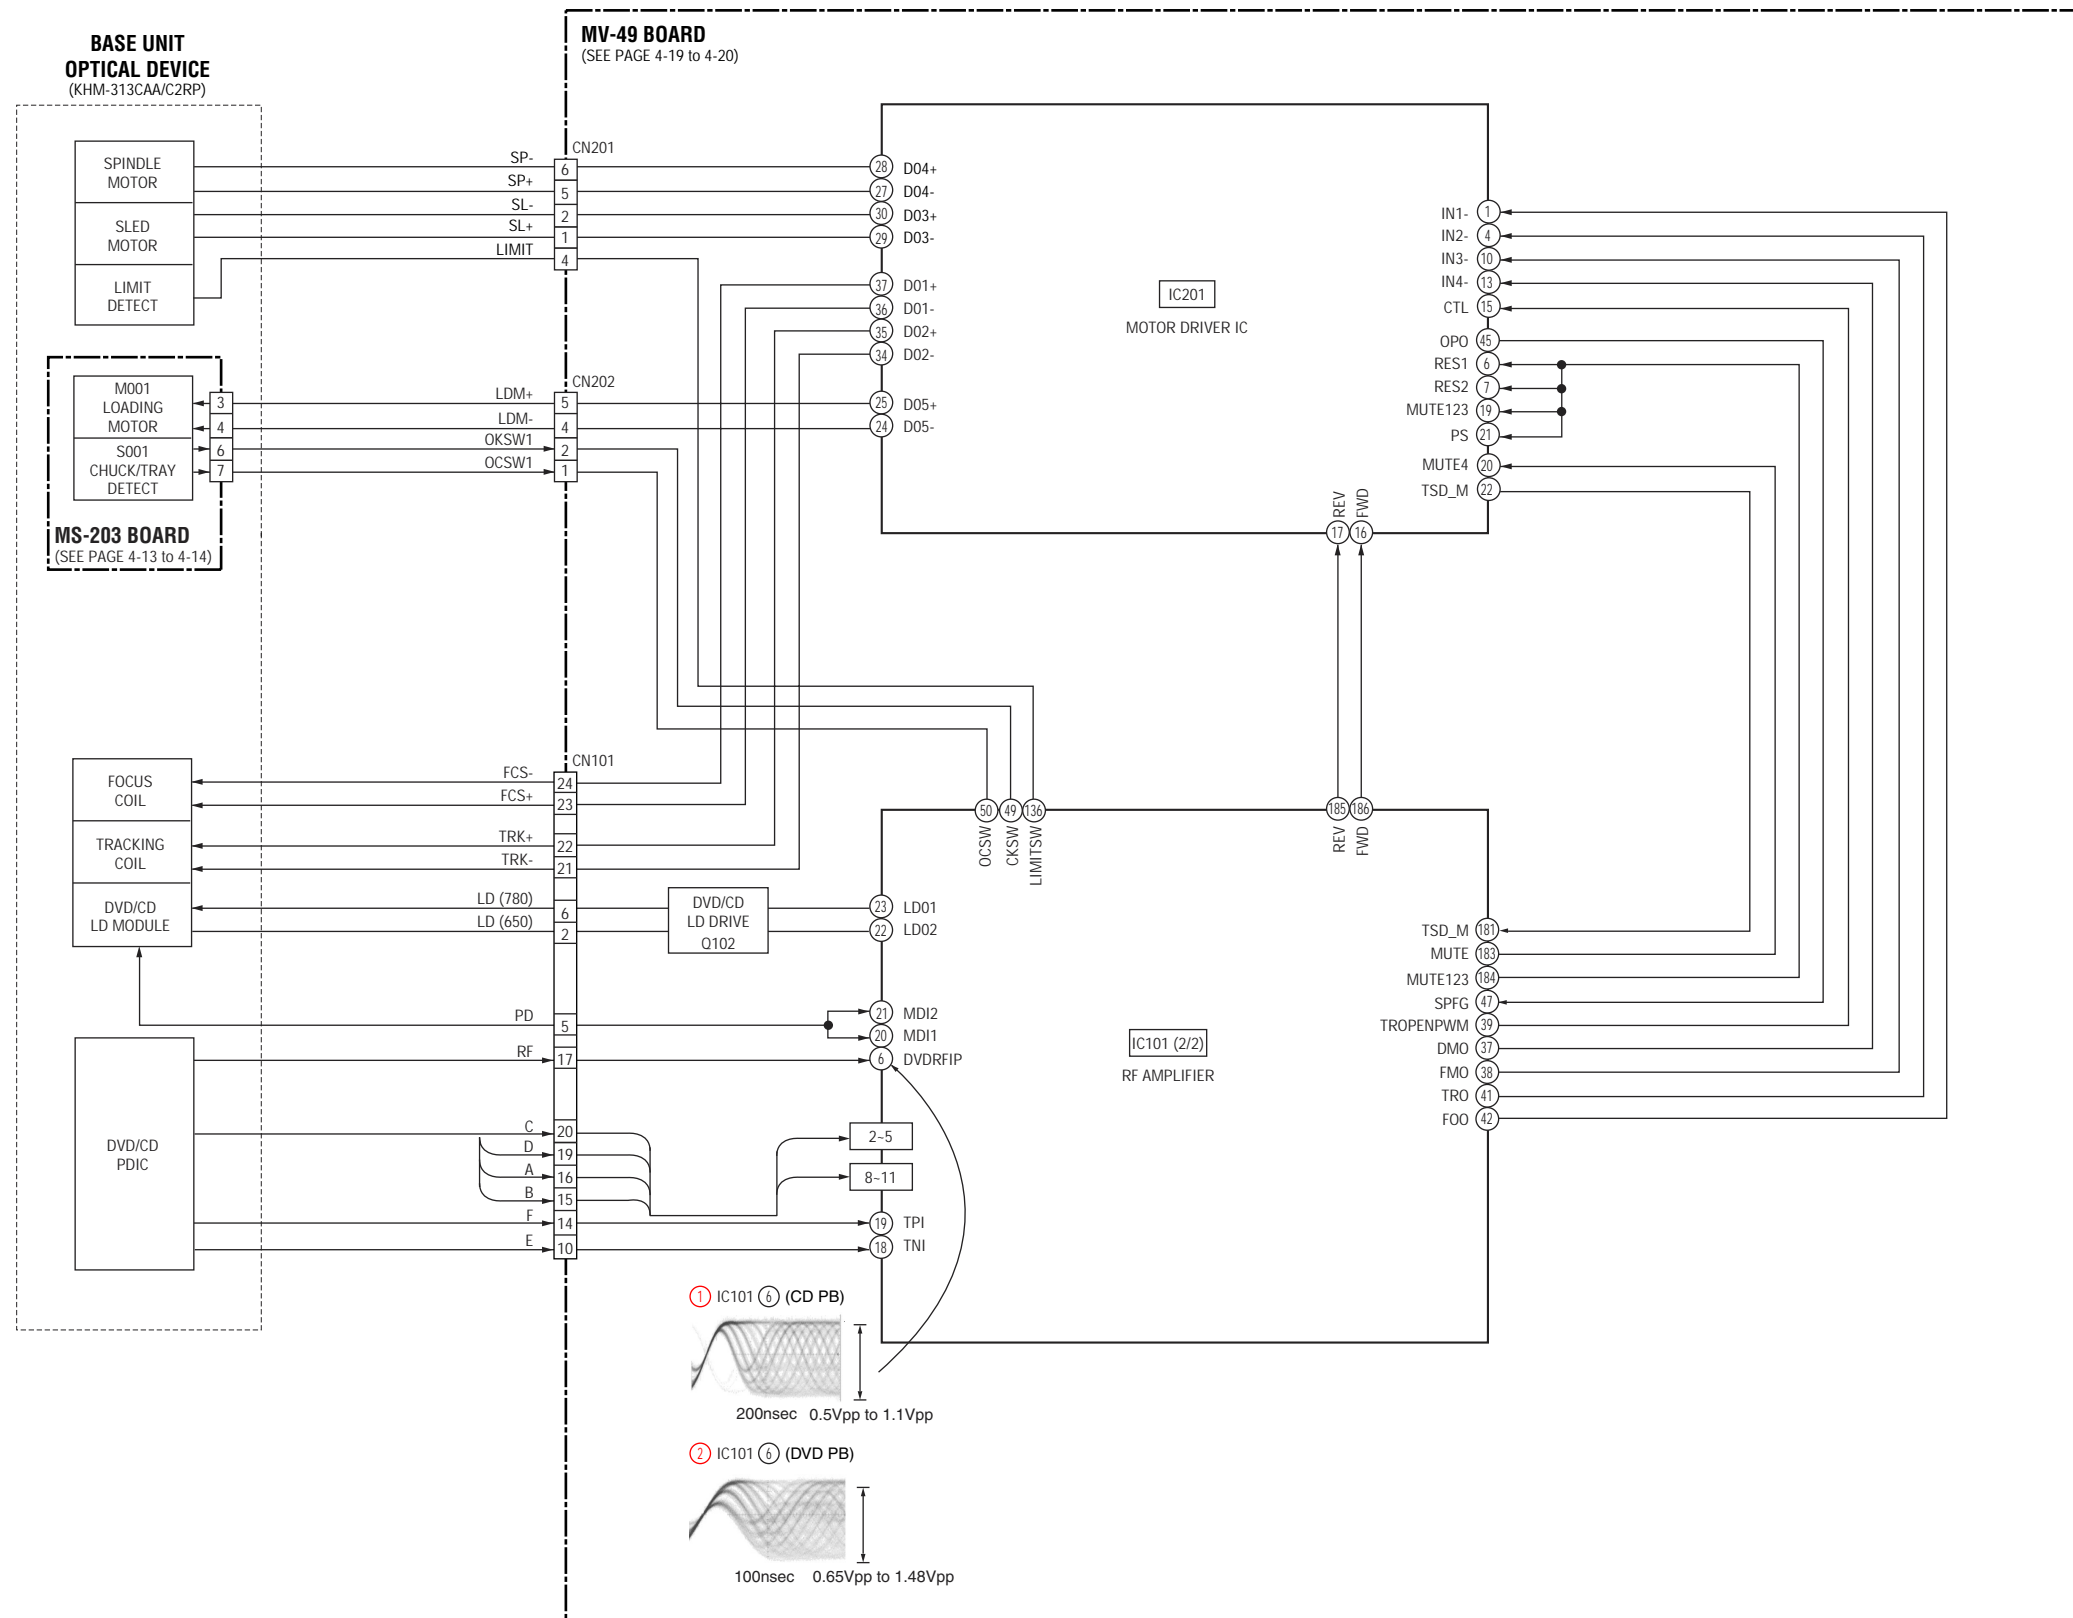 BASE UNIT
OPTICAL DEVICE
(KHM-313CAA/C2RP)
MV-49 BOARD
(SEE PAGE 4-19 to 4-20)
SPINDLE
MOTOR
SLED
MOTOR
LIMIT
DETECT
SP-
SP+
SL-
SL+
LIMIT
CN201
6
5
2
1
4
28 D04+
27 D04-
30 D03+
29 D03-
37 D01+
36 D01-
35 D02+
34 D02-
25 D05+
24 D05-
IC201
MOTOR DRIVER IC
IN1- 1
IN2- 4
IN3- 10
IN4- 13
CTL 15
OPO 45
RES1 6
RES2 7
MUTE123 19
PS 21
MUTE4 20
TSD_M 22
REV
FWD
17
16
M001
LOADING
MOTOR
S001
CHUCK/TRAY
DETECT
3
4
6
7
MS-203 BOARD
(SEE PAGE 4-13 to 4-14)
LDM+
LDM-
OKSW1
OCSW1
CN202
5
4
2
1
FOCUS
COIL
TRACKING
COIL
DVD/CD
LD MODULE
FCS-
FCS+
TRK+
TRK-
LD (780)
LD (650)
PD
RF
CN101
24
23
22
21
6
2
5
17
DVD/CD
LD DRIVE
Q102
50
49
136
OCSW
CKSW
LIMITSW
185
186
REV
FWD
23 LD01
22 LD02
21 MDI2
20 MDI1
6 DVDRFIP
IC101 (2/2)
RF AMPLIFIER
TSD_M 181
MUTE 183
MUTE123 184
SPFG 47
TROPENPWM 39
DMO 37
FMO 38
TRO 41
FOO 42
DVD/CD
PDIC
C
D
A
B
F
E
20
19
16
15
14
10
2~5
8~11
19 TPI
18 TNI
1 IC101 6 (CD PB)
200nsec 0.5Vpp to 1.1Vpp
2 IC101 6 (DVD PB)
100nsec 0.65Vpp to 1.48Vpp